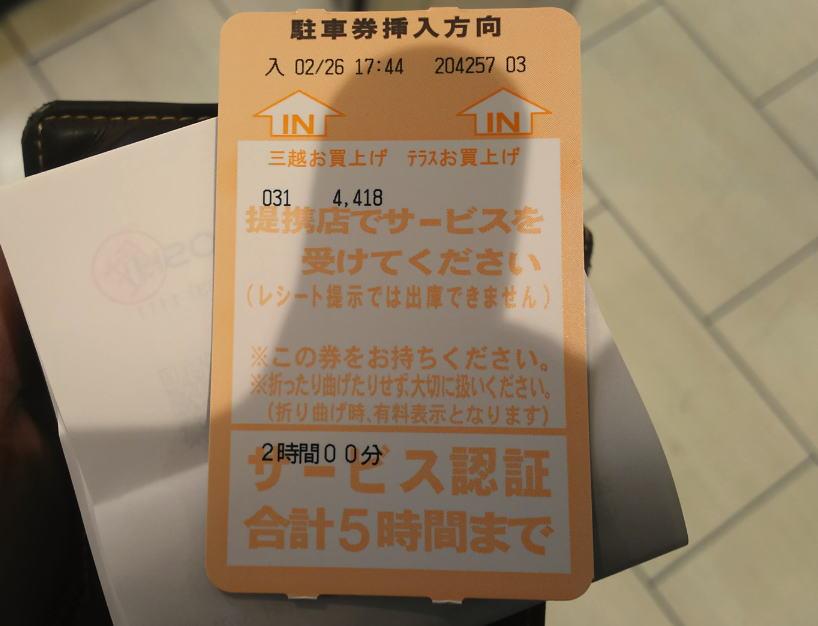 駐車券挿入方向
入 02/26 17:44 204257 03
IN IN
三越お買上げ テラスお買上げ
031 4,418
提携店でサービスを
受けてください
(レシート提示では出庫できません)
※この券をお持ちください。
※折ったり曲げたりせず、大切に扱いください。
(折り曲げ時、有料表示となります)
2時間00分
サービス認証
合計5時間まで